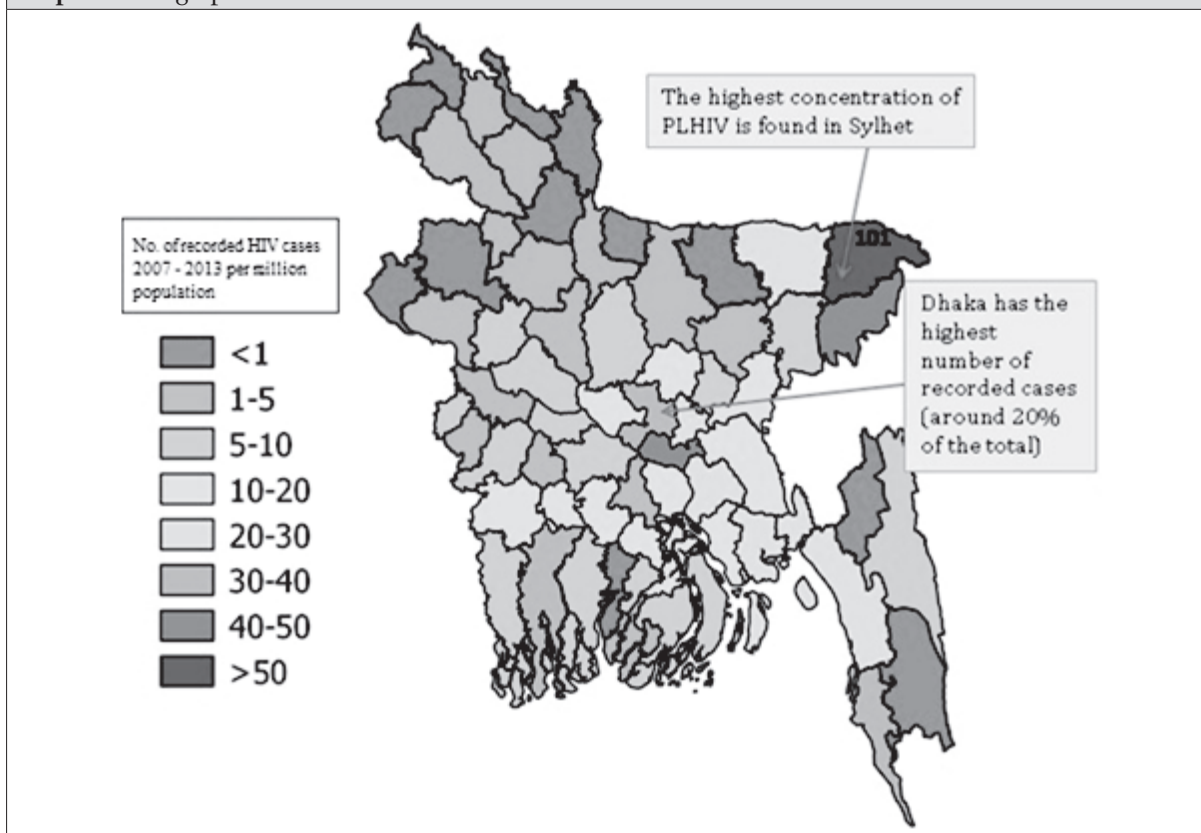 The highest concentration of
PLHIV is found in Sylhet
101
No. of recorded HIV cases
2007 - 2013 per million
population
Dhaka has the
highest
number of
recorded cases
(around 20%
of the total)
<1
1-5
5-10
10-20
20-30
30-40
40-50
>50